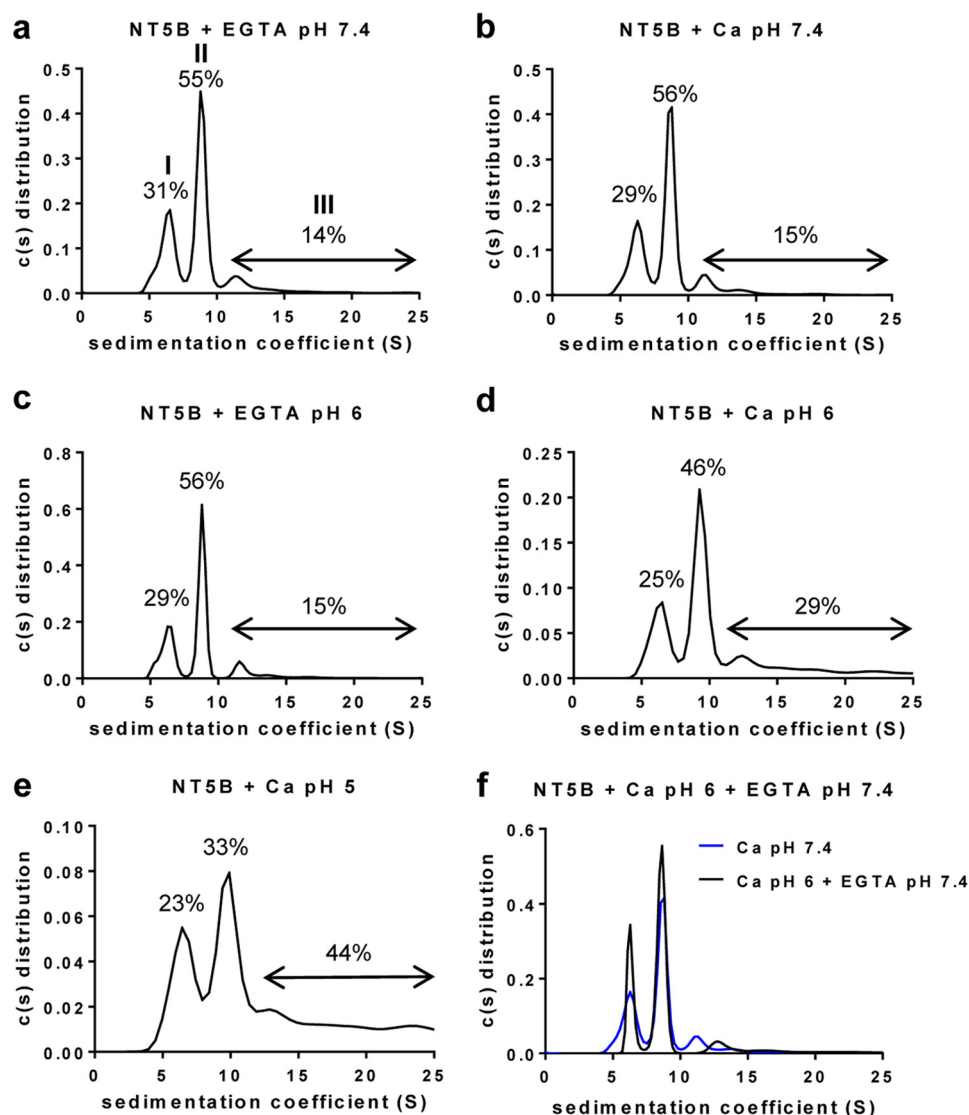 a
NT5B + EGTA pH 7.4
II
55%
I
31%
III
14%
0.5
0.4
0.3
0.2
0.1
0.0
c(s) distribution
0 5 10 15 20 25
sedimentation coefficient (S)
b
NT5B + Ca pH 7.4
56%
29%
15%
0.5
0.4
0.3
0.2
0.1
0.0
c(s) distribution
0 5 10 15 20 25
sedimentation coefficient (S)
c
NT5B + EGTA pH 6
56%
29%
15%
0.8
0.6
0.4
0.2
0.0
c(s) distribution
0 5 10 15 20 25
sedimentation coefficient (S)
d
NT5B + Ca pH 6
46%
25%
29%
0.25
0.20
0.15
0.10
0.05
0.00
c(s) distribution
0 5 10 15 20 25
sedimentation coefficient (S)
e
NT5B + Ca pH 5
33%
23%
44%
0.10
0.08
0.06
0.04
0.02
0.00
c(s) distribution
0 5 10 15 20 25
sedimentation coefficient (S)
f
NT5B + Ca pH 6 + EGTA pH 7.4
Ca pH 7.4
Ca pH 6 + EGTA pH 7.4
0.6
0.4
0.2
0.0
c(s) distribution
0 5 10 15 20 25
sedimentation coefficient (S)